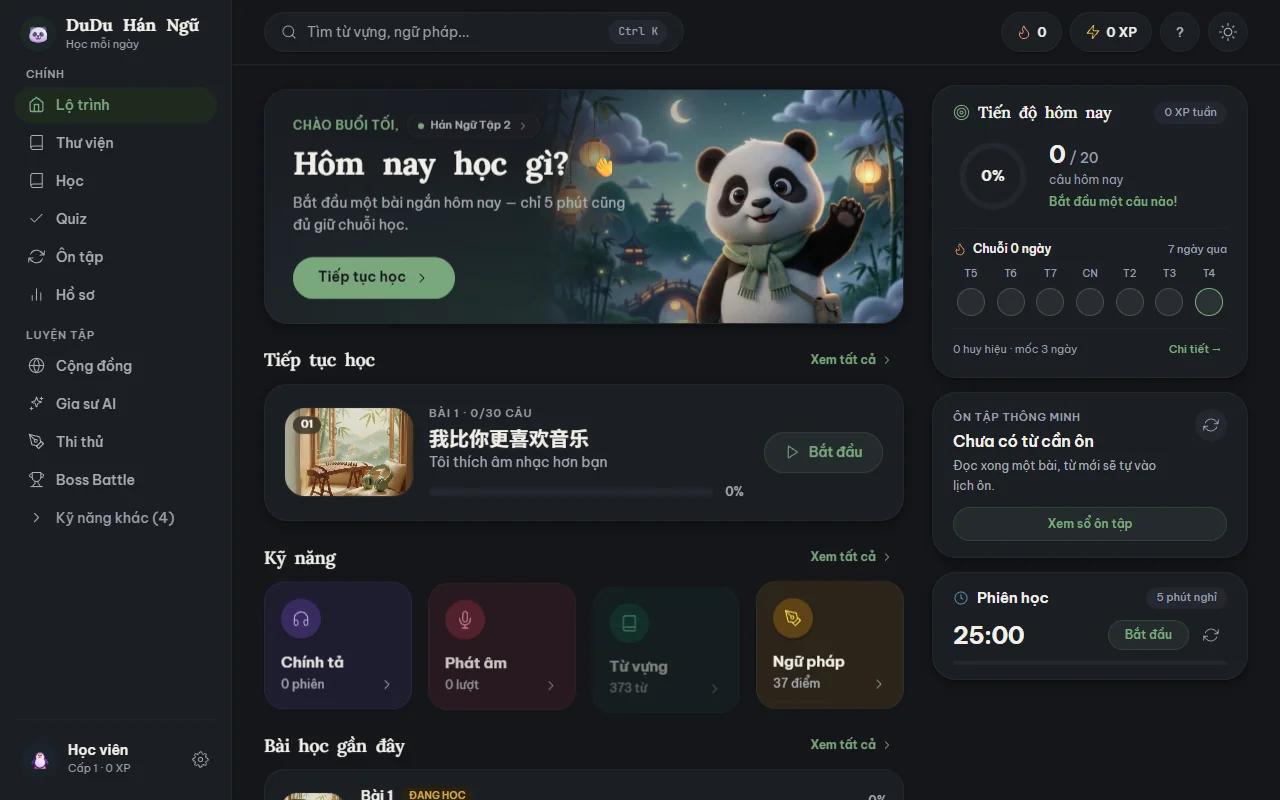 DuDu Hán Ngữ
Học mỗi ngày
CHÍNH
Lộ trình
Thư viện
Học
Quiz
Ôn tập
Hồ sơ
LUYỆN TẬP
Cộng đồng
Gia sư AI
Thi thử
Boss Battle
Kỹ năng khác (4)
Học viên
Cấp 1 · 0 XP
Tìm từ vựng, ngữ pháp...
Ctrl K
0
0 XP
?
CHÀO BUỔI TỐI,
Hán Ngữ Tập 2
Hôm nay học gì? 👋
Bắt đầu một bài ngắn hôm nay — chỉ 5 phút cũng
đủ giữ chuỗi học.
Tiếp tục học
Tiếp tục học
Xem tất cả
01
BÀI 1 · 0/30 CÂU
我比你更喜欢音乐
Tôi thích âm nhạc hơn bạn
0%
Bắt đầu
Kỹ năng
Xem tất cả
Chính tả
0 phiên
Phát âm
0 lượt
Từ vựng
373 từ
Ngữ pháp
37 điểm
Bài học gần đây
Xem tất cả
Bài 1
ĐANG HỌC
0%
Tiến độ hôm nay
0 XP tuần
0%
0 / 20
câu hôm nay
Bắt đầu một câu nào!
Chuỗi 0 ngày
7 ngày qua
T5 T6 T7 CN T2 T3 T4
0 huy hiệu · mốc 3 ngày
Chi tiết →
ÔN TẬP THÔNG MINH
Chưa có từ cần ôn
Đọc xong một bài, từ mới sẽ tự vào
lịch ôn.
Xem sổ ôn tập
Phiên học
5 phút nghỉ
25:00
Bắt đầu